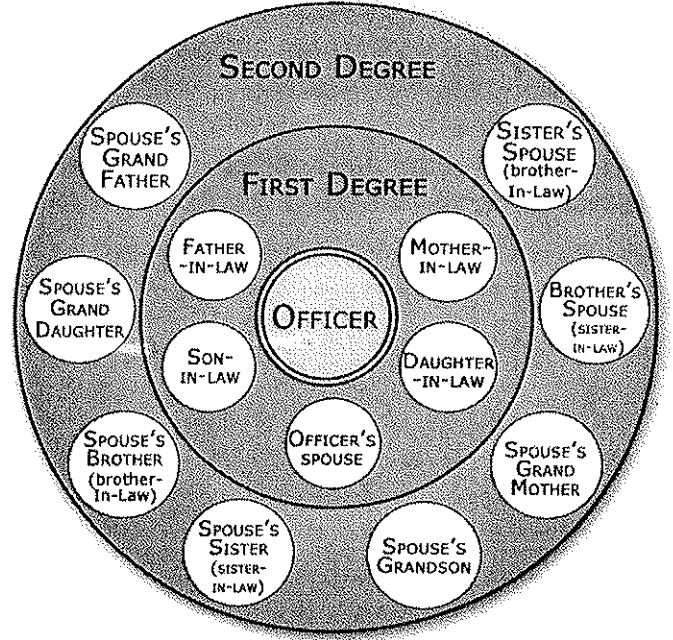 SECOND DEGREE
SPOUSE'S
GRAND
FATHER
SISTER'S
SPOUSE
(brother-
In-Law)
FIRST DEGREE
FATHER
-IN-LAW
MOTHER-
IN-LAW
SPOUSE'S
GRAND
DAUGHTER
OFFICER
BROTHER'S
SPOUSE
(SISTER-
IN-LAW)
SON-
IN-LAW
DAUGHTER
-IN-LAW
SPOUSE'S
BROTHER
(brother-
In-Law)
OFFICER'S
SPOUSE
SPOUSE'S
GRAND
MOTHER
SPOUSE'S
SISTER
(SISTER-
IN-LAW)
SPOUSE'S
GRANDSON